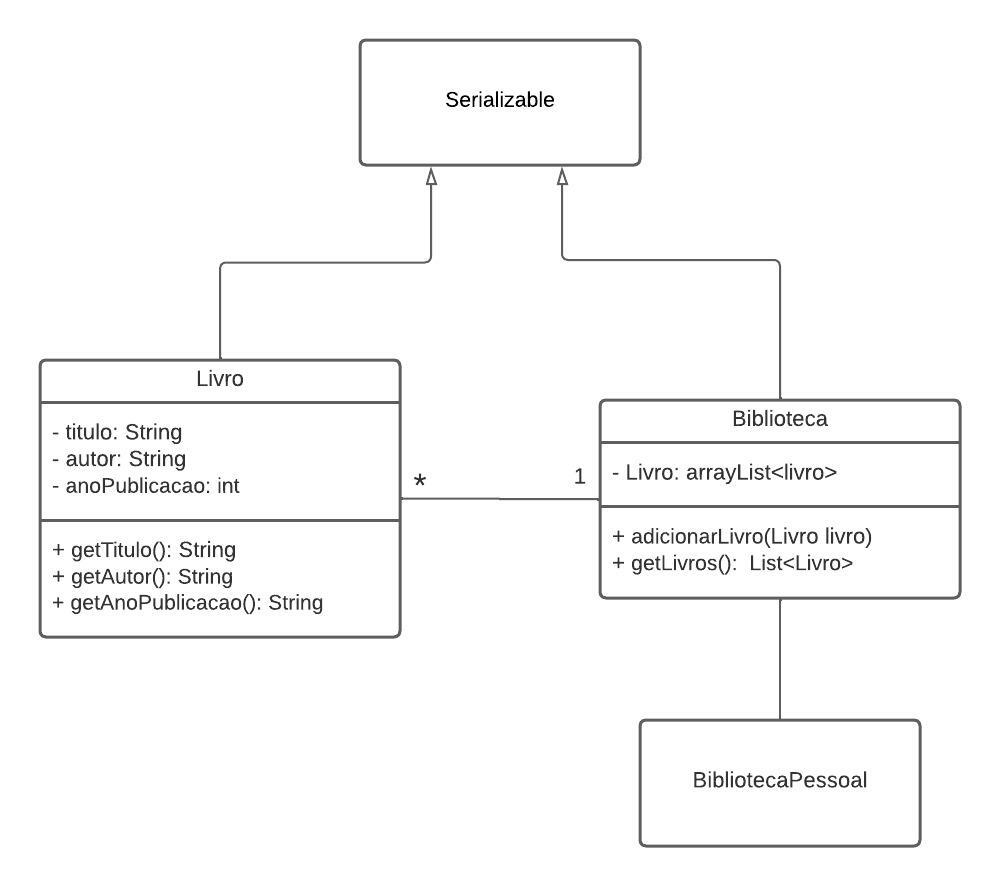 Serializable
Livro
- titulo: String
- autor: String
- anoPublicacao: int
+ getTitulo(): String
+ getAutor(): String
+ getAnoPublicacao(): String
*
1
Biblioteca
- Livro: arrayList<livro>
+ adicionarLivro(Livro livro)
+ getLivros(): List<Livro>
BibliotecaPessoal